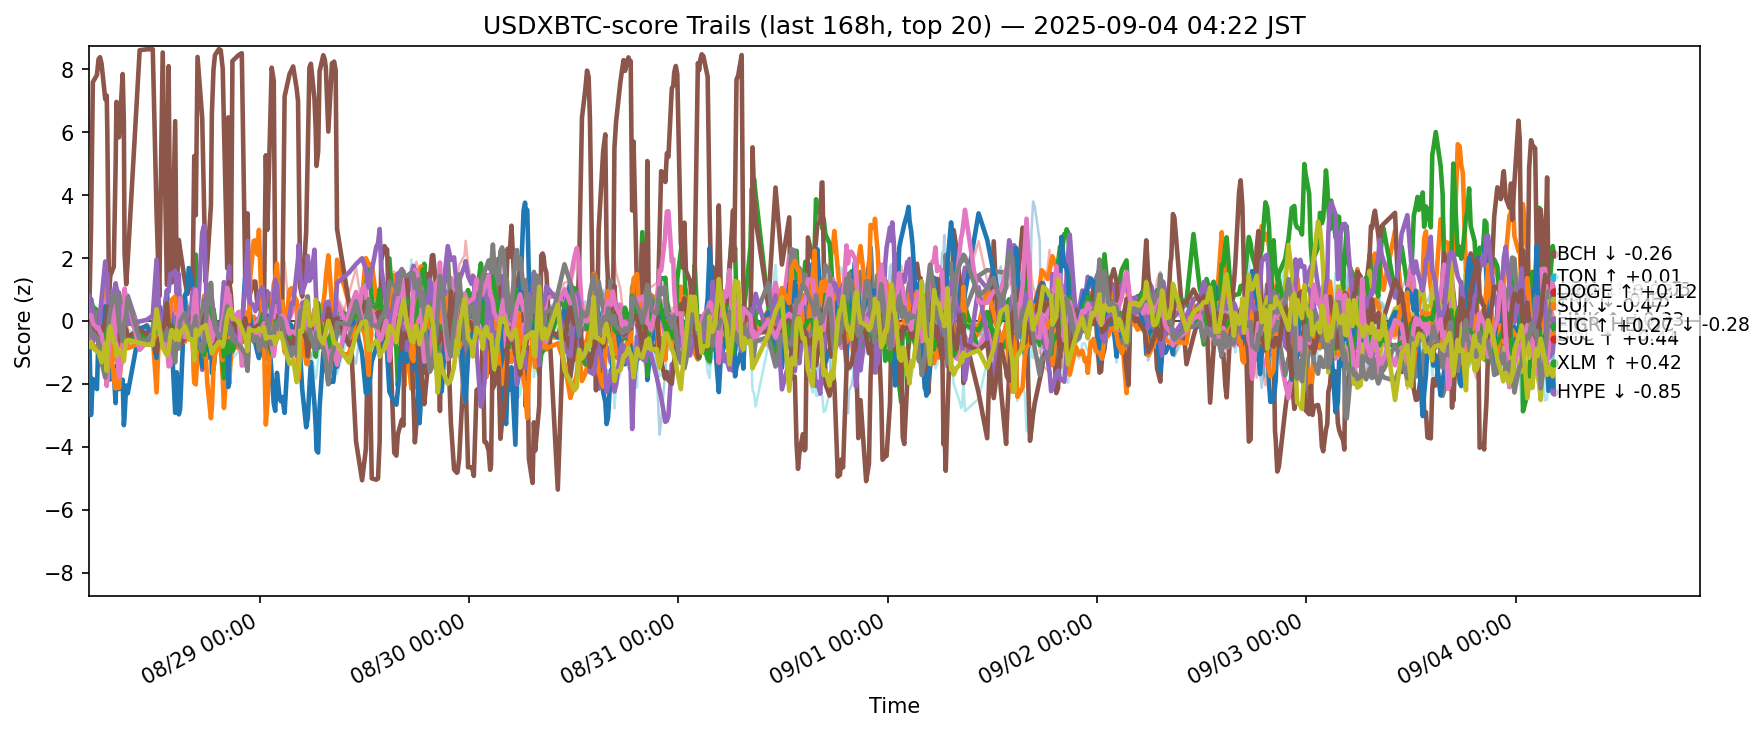 USDXBTC-score Trails (last 168h, top 20) — 2025-09-04 04:22 JST
Score (z)
8
6
4
2
0
−2
−4
−6
−8
BCH ↓ -0.26
TON ↑ +0.01
DOGE ↑ +0.12
SUI ↓ -0.47
LTC ↑ +0.27
↓ -0.28
SOL ↑ +0.44
XLM ↑ +0.42
HYPE ↓ -0.85
08/29 00:00
08/30 00:00
08/31 00:00
09/01 00:00
09/02 00:00
09/03 00:00
09/04 00:00
Time